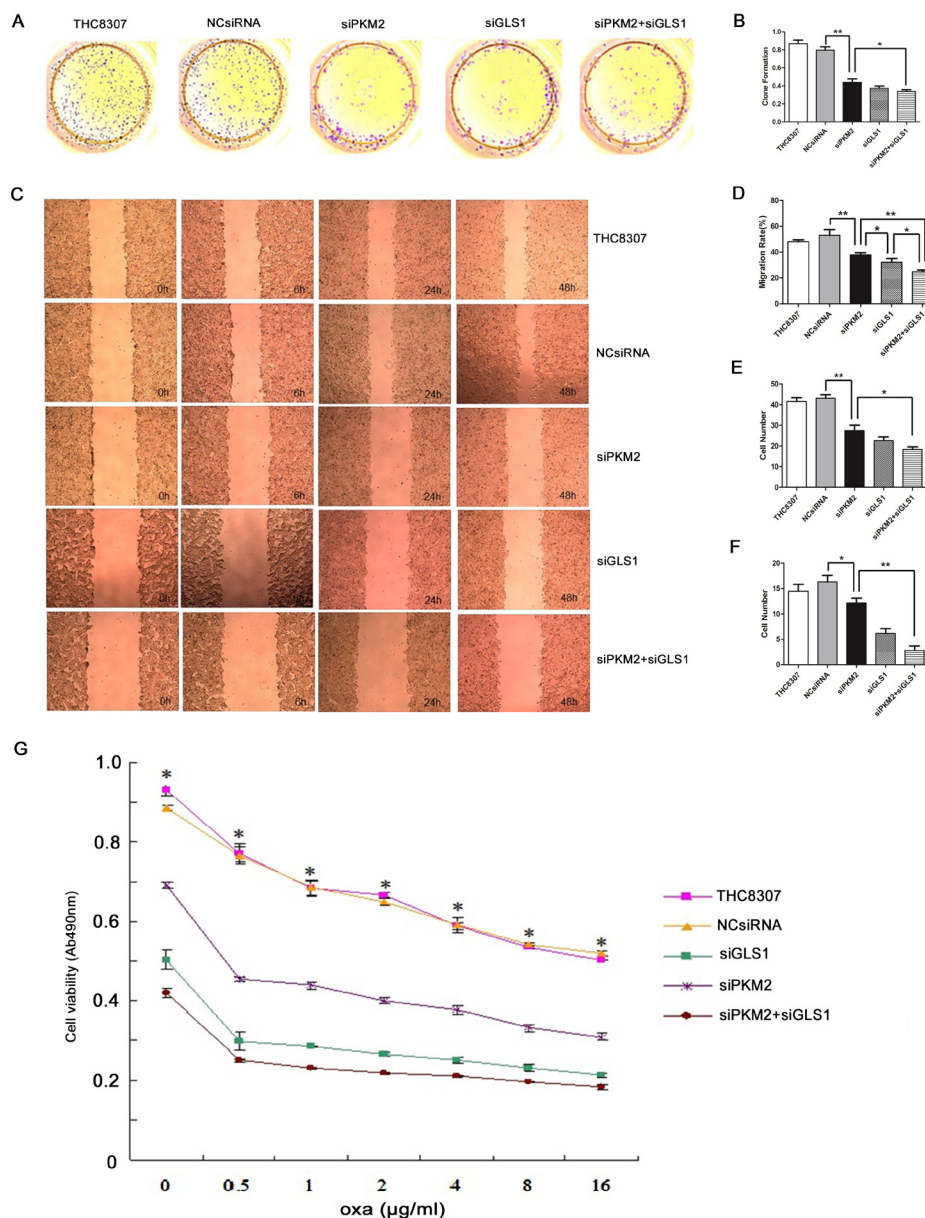 A
THC8307
NCsiRNA
siPKM2
siGLS1
siPKM2+siGLS1
B
Clone Formation
1.0
0.8
0.6
0.4
0.2
0.0
**
*
THC8307
NCsiRNA
siPKM2
siGLS1
siPKM2+siGLS1
C
0h
6h
24h
48h
THC8307
0h
6h
24h
48h
NCsiRNA
0h
6h
24h
48h
siPKM2
0h
24h
48h
siGLS1
0h
6h
24h
48h
siPKM2+siGLS1
D
Migration Rate(%)
80
60
40
20
0
**
**
*
*
THC8307
NCsiRNA
siPKM2
siGLS1
siPKM2+siGLS1
E
Cell Number
50
40
30
20
10
0
**
*
THC8307
NCsiRNA
siPKM2
siGLS1
siPKM2+siGLS1
F
Cell Number
20
15
10
5
0
*
**
THC8307
NCsiRNA
siPKM2
siGLS1
siPKM2+siGLS1
G
Cell viability (Ab490nm)
1.0
0.8
0.6
0.4
0.2
0
* * * * * * *
0 0.5 1 2 4 8 16
oxa (µg/ml)
THC8307
NCsiRNA
siGLS1
siPKM2
siPKM2+siGLS1